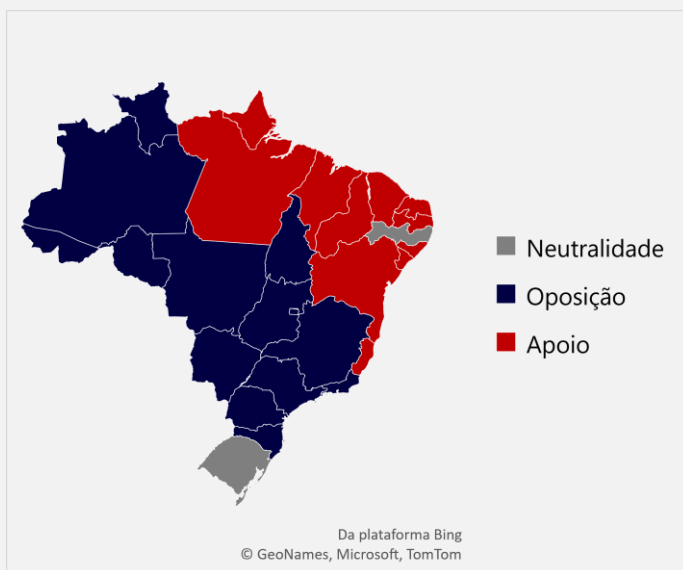 Neutralidade
Oposição
Apoio
Da plataforma Bing
© GeoNames, Microsoft, TomTom